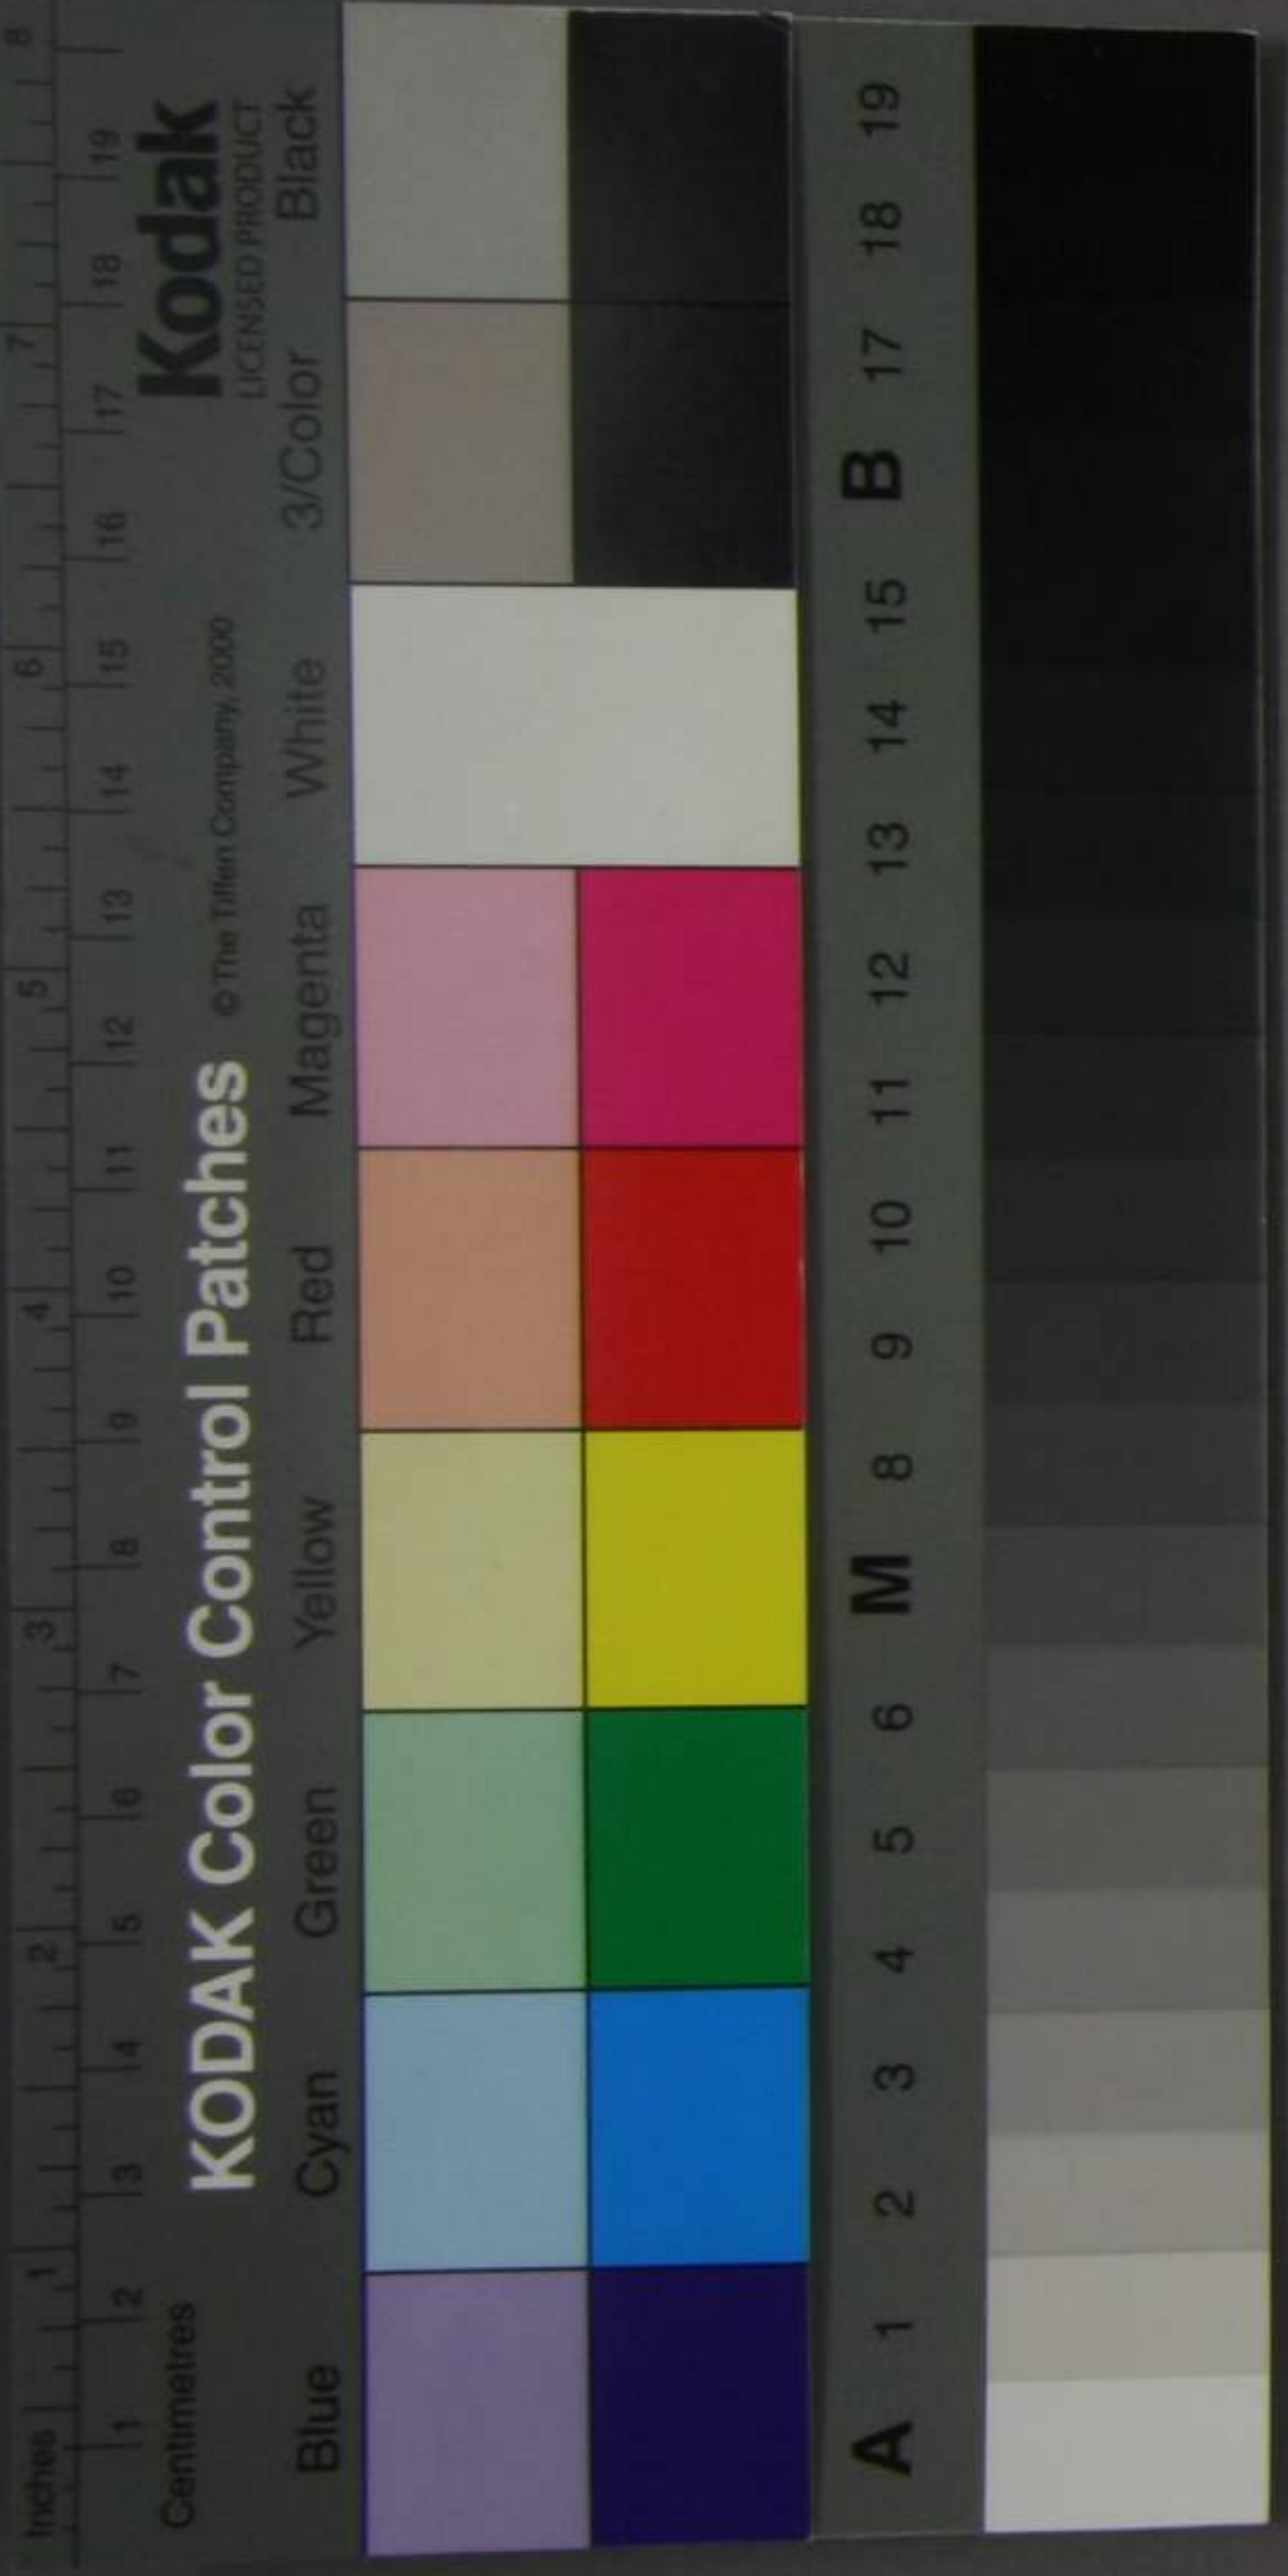 Inches 1 2 3 4 5 6 7 8
1 2 3 4 5 6 7 8 9 10 11 12 13 14 15 16 17 18 19
Centimetres
KODAK Color Control Patches © The Tiffen Company, 2000
Kodak
LICENSED PRODUCT
Blue Cyan Green Yellow Red Magenta White 3/Color Black
A 1 2 3 4 5 6 M 8 9 10 11 12 13 14 15 B 17 18 19